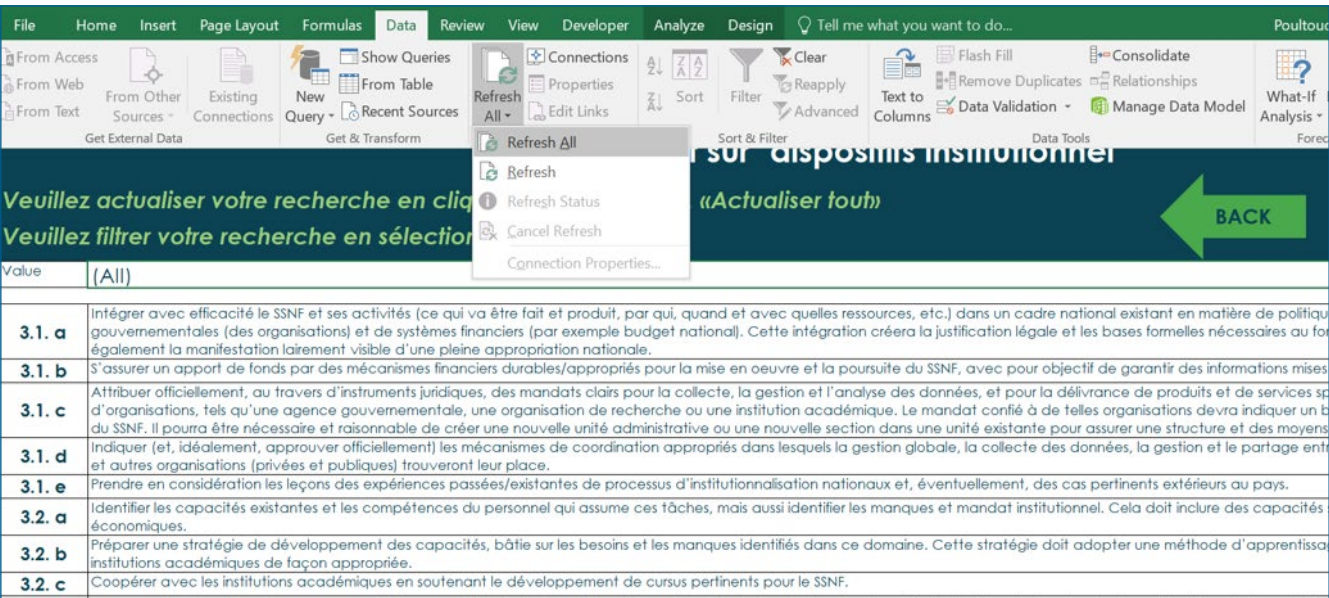 File Home Insert Page Layout Formulas Data Review View Developer Analyze Design Tell me what you want to do... Poultouc
From Access
From Web
From Text
From Other Sources
Existing Connections
Get External Data
New Query
Show Queries
From Table
Recent Sources
Get & Transform
Refresh All
Connections
Properties
Edit Links
Sort
Filter
Clear
Reapply
Advanced
Sort & Filter
Text to Columns
Flash Fill
Remove Duplicates
Data Validation
Consolidate
Relationships
Manage Data Model
Data Tools
What-If
Analysis
Forec
Refresh All
Refresh
Refresh Status
Cancel Refresh
Connection Properties...
sur dispositifs institutionnel
Veuillez actualiser votre recherche en cliq «Actualiser tout»
Veuillez filtrer votre recherche en sélection
BACK
Value (All)
3.1. a Intégrer avec efficacité le SSNF et ses activités (ce qui va être fait et produit, par qui, quand et avec quelles ressources, etc.) dans un cadre national existant en matière de politiqu
gouvernementales (des organisations) et de systèmes financiers (par exemple budget national). Cette intégration créera la justification légale et les bases formelles nécessaires au fon
également la manifestation lairement visible d'une pleine appropriation nationale.
3.1. b S'assurer un apport de fonds par des mécanismes financiers durables/appropriés pour la mise en oeuvre et la poursuite du SSNF, avec pour objectif de garantir des informations mises
3.1. c Attribuer officiellement, au travers d'instruments juridiques, des mandats clairs pour la collecte, la gestion et l'analyse des données, et pour la délivrance de produits et de services sp
d'organisations, tels qu'une agence gouvernementale, une organisation de recherche ou une institution académique. Le mandat confié à de telles organisations devra indiquer un b
du SSNF. Il pourra être nécessaire et raisonnable de créer une nouvelle unité administrative ou une nouvelle section dans une unité existante pour assurer une structure et des moyens
3.1. d Indiquer (et, idéalement, approuver officiellement) les mécanismes de coordination appropriés dans lesquels la gestion globale, la collecte des données, la gestion et le partage entr
et autres organisations (privées et publiques) trouveront leur place.
3.1. e Prendre en considération les leçons des expériences passées/existantes de processus d'institutionnalisation nationaux et, éventuellement, des cas pertinents extérieurs au pays.
3.2. a Identifier les capacités existantes et les compétences du personnel qui assume ces tâches, mais aussi identifier les manques et mandat institutionnel. Cela doit inclure des capacités
économiques.
3.2. b Préparer une stratégie de développement des capacités, bâtie sur les besoins et les manques identifiés dans ce domaine. Cette stratégie doit adopter une méthode d'apprentissag
institutions académiques de façon appropriée.
3.2. c Coopérer avec les institutions académiques en soutenant le développement de cursus pertinents pour le SSNF.